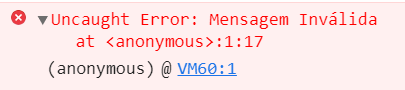 Uncaught Error: Mensagem Inválida
at <anonymous>:1:17
(anonymous) @ VM60:1